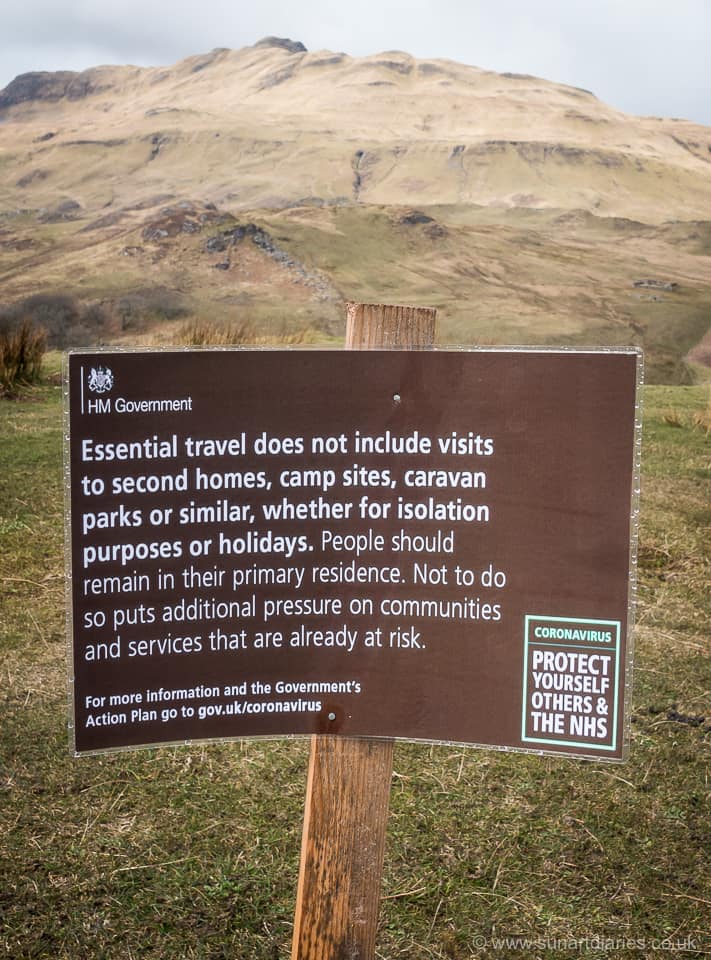 HM Government
Essential travel does not include visits
to second homes, camp sites, caravan
parks or similar, whether for isolation
purposes or holidays. People should
remain in their primary residence. Not to do
so puts additional pressure on communities
and services that are already at risk.
For more information and the Government's
Action Plan go to gov.uk/coronavirus
CORONAVIRUS
PROTECT
YOURSELF
OTHERS &
THE NHS
© www.sunartdiaries.co.uk